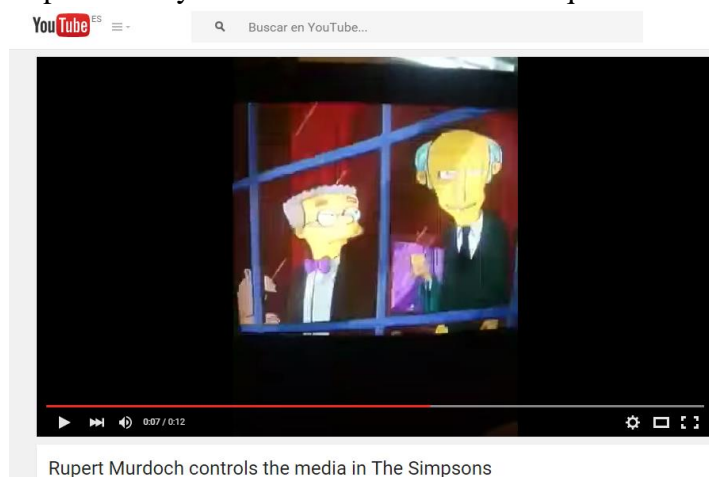 YouTube ES
Buscar en YouTube...
0:07 / 0:12
Rupert Murdoch controls the media in The Simpsons